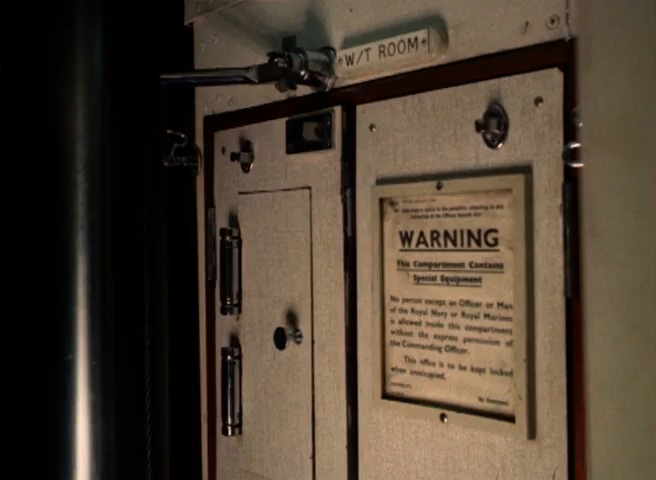 W/T ROOM
WARNING
This Compartment Contains
Special Equipment
No person except an Officer or Man
of the Royal Navy or Royal Marines
is allowed inside this compartment
without the express permission of
the Commanding Officer.
This office is to be kept locked
when unoccupied.